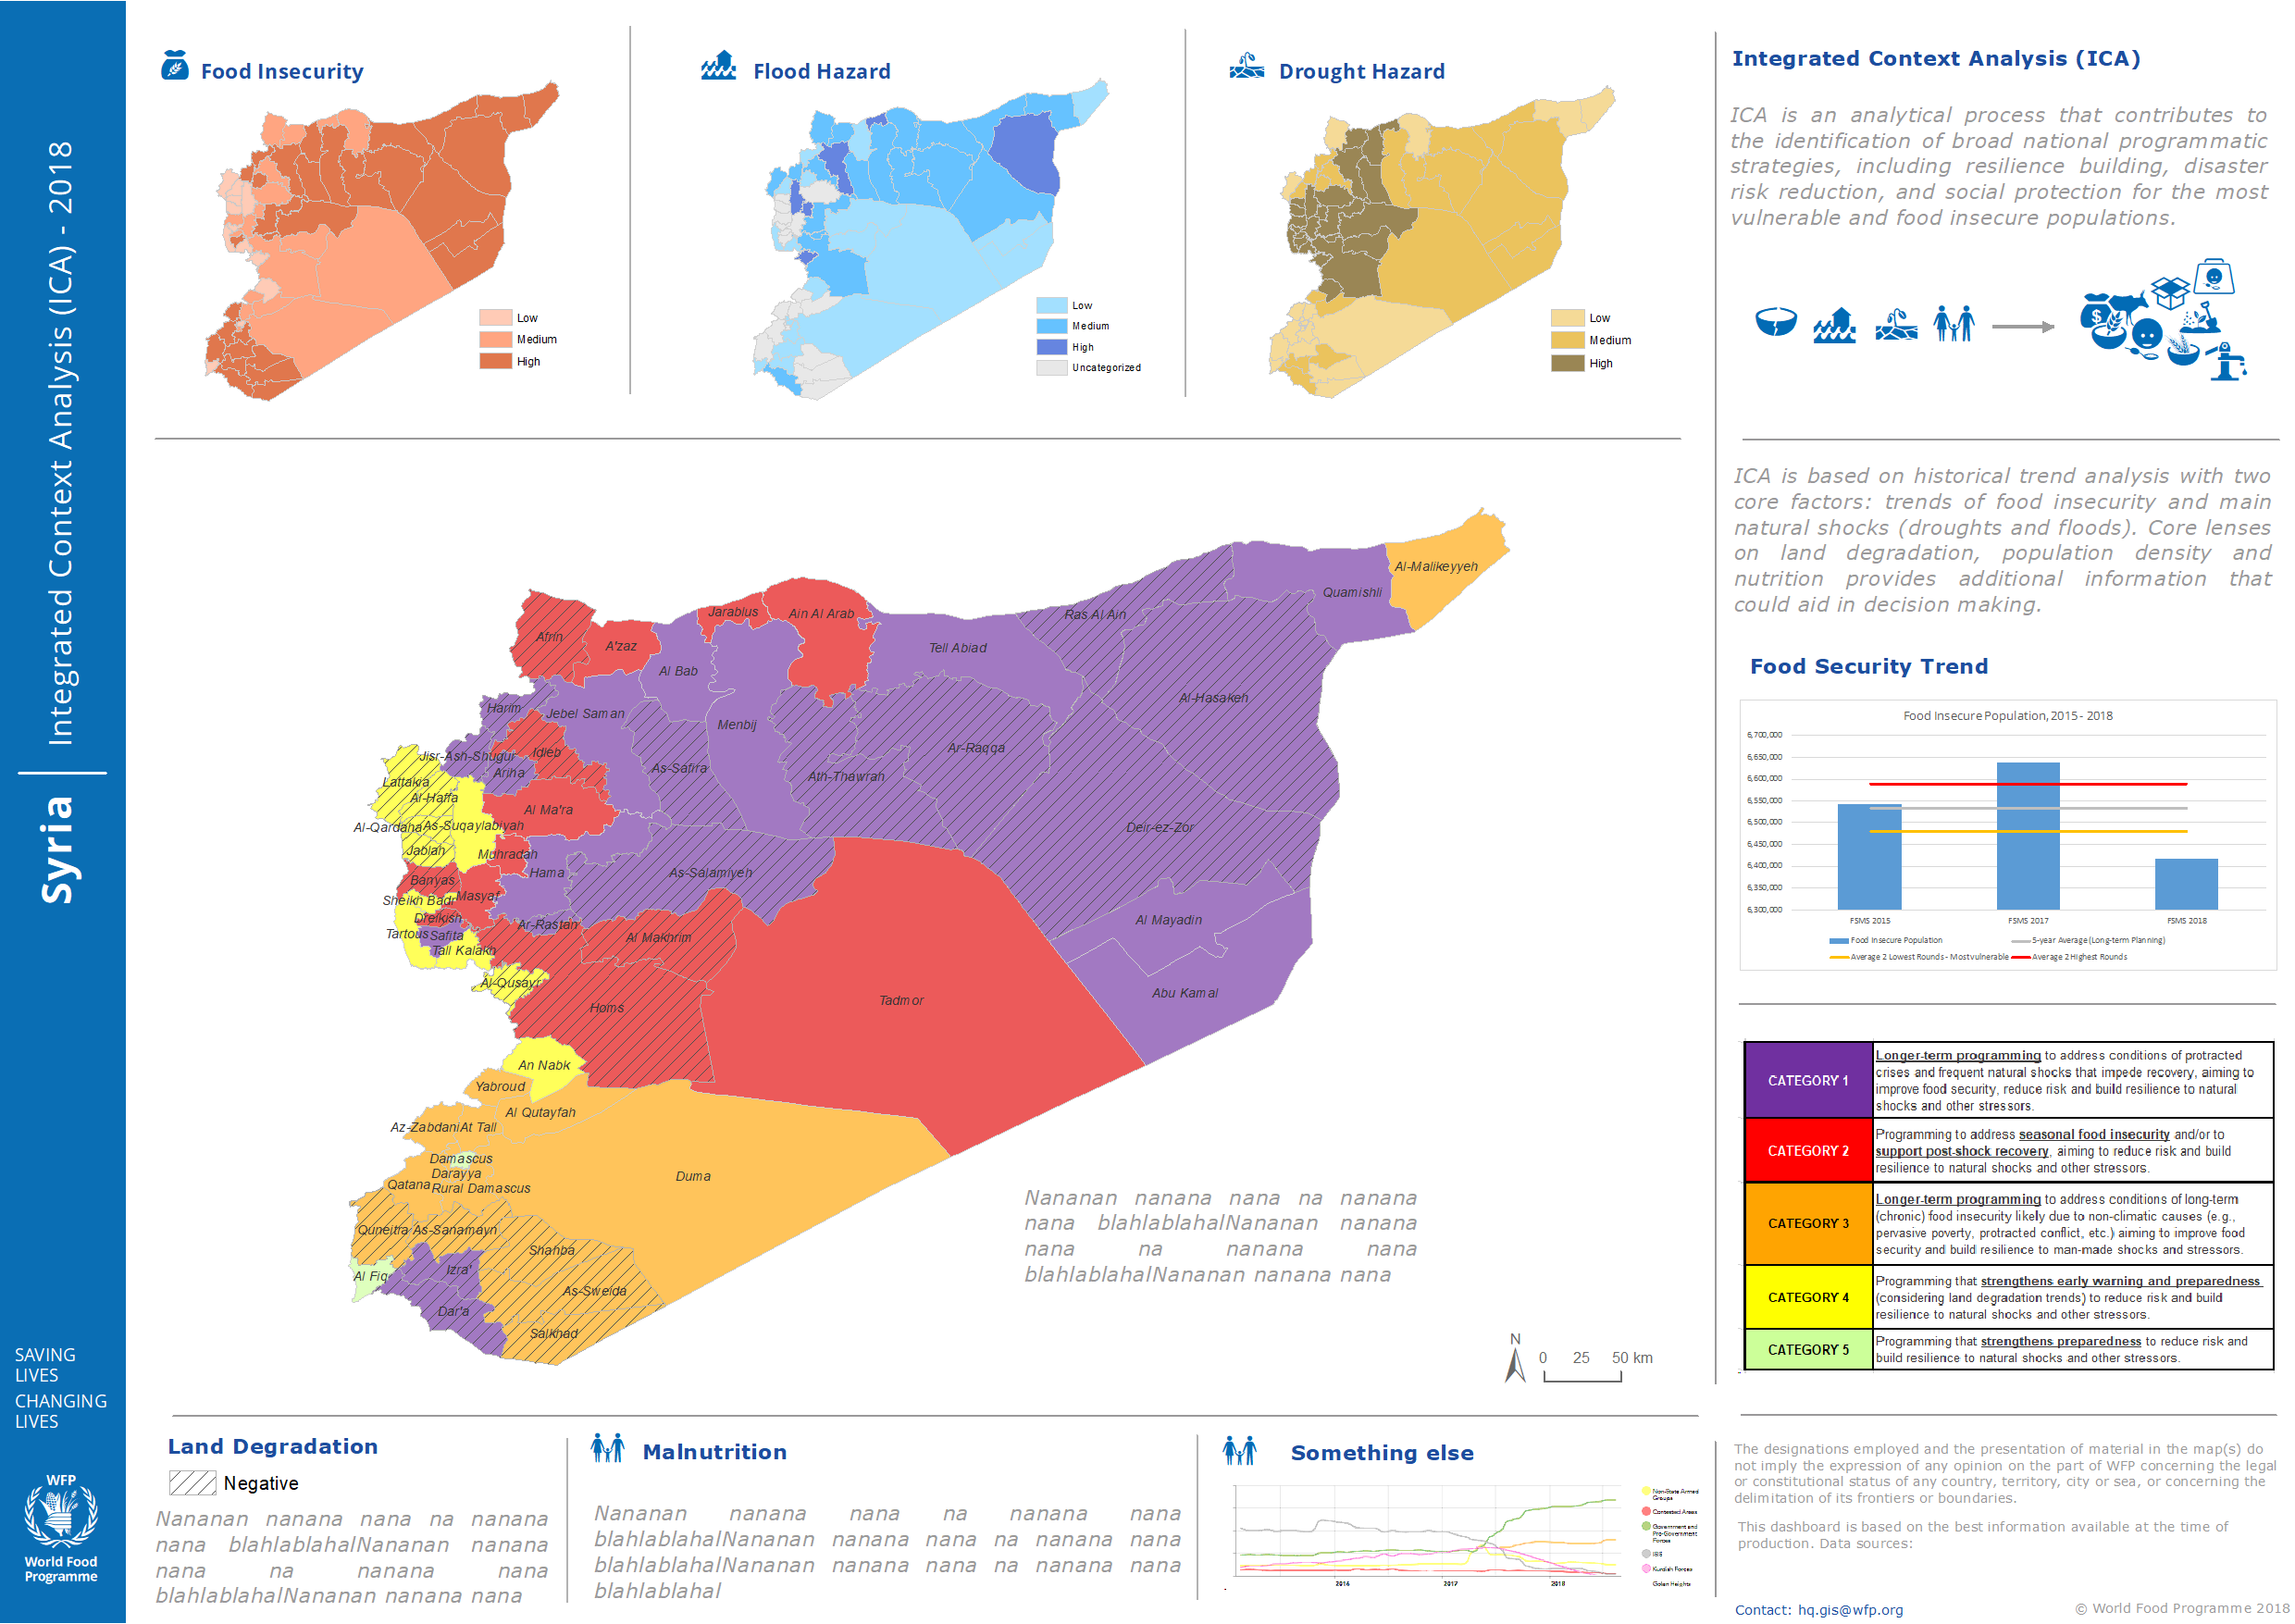 Syria | Integrated Context Analysis (ICA) - 2018
SAVING
LIVES
CHANGING
LIVES
WFP
World Food
Programme
Food Insecurity
Low
Medium
High
Flood Hazard
Low
Medium
High
Uncategorized
Drought Hazard
Low
Medium
High
Integrated Context Analysis (ICA)
ICA is an analytical process that contributes to
the identification of broad national programmatic
strategies, including resilience building, disaster
risk reduction, and social protection for the most
vulnerable and food insecure populations.
$
ICA is based on historical trend analysis with two
core factors: trends of food insecurity and main
natural shocks (droughts and floods). Core lenses
on land degradation, population density and
nutrition provides additional information that
could aid in decision making.
Food Security Trend
Food Insecure Population, 2015 - 2018
6,700,000
6,650,000
6,600,000
6,550,000
6,500,000
6,450,000
6,400,000
6,350,000
6,300,000
FSMS 2015
FSMS 2017
FSMS 2018
Food Insecure Population
5-year Average (Long-term Planning)
Average 2 Lowest Rounds - Most vulnerable
Average 2 Highest Rounds
CATEGORY 1
Longer-term programming to address conditions of protracted
crises and frequent natural shocks that impede recovery, aiming to
improve food security, reduce risk and build resilience to natural
shocks and other stressors.
CATEGORY 2
Programming to address seasonal food insecurity and/or to
support post-shock recovery, aiming to reduce risk and build
resilience to natural shocks and other stressors.
CATEGORY 3
Longer-term programming to address conditions of long-term
(chronic) food insecurity likely due to non-climatic causes (e.g.,
pervasive poverty, protracted conflict, etc.) aiming to improve food
security and build resilience to man-made shocks and stressors.
CATEGORY 4
Programming that strengthens early warning and preparedness
(considering land degradation trends) to reduce risk and build
resilience to natural shocks and other stressors.
CATEGORY 5
Programming that strengthens preparedness to reduce risk and
build resilience to natural shocks and other stressors.
Al-Malikeyyeh
Quamishli
Ras Al Ain
Jarablus
Ain Al Arab
Afrin
A'zaz
Tell Abiad
Al Bab
Al-Hasakeh
Harim
Jebel Saman
Menbij
Ar-Raqqa
Idleb
Jisr-Ash-Shugur
Ariha
As-Safira
Ath-Thawrah
Lattakia
Al-Haffa
Al Ma'ra
Al-Qardaha
As-Suqaylabiyah
Deir-ez-Zor
Jablah
Muhradah
Hama
As-Salamiyeh
Banyas
Masyaf
Sheikh Badr
Dreikish
Ar-Rastan
Al Mayadin
Tartous
Safita
Al Makhrim
Tall Kalakh
Al-Qusayr
Abu Kamal
Homs
Tadmor
An Nabk
Yabroud
Al Qutayfah
Az-Zabdani
At Tall
Damascus
Darayya
Duma
Qatana
Rural Damascus
Quneitra
As-Sanamayn
Shahba
Izra'
Al Fiq
As-Sweida
Dar'a
Salkhad
Nananan nanana nana na nanana
nana blahlablahalNananan nanana
nana na nanana nana
blahlablahalNananan nanana nana
N
0 25 50 km
Land Degradation
Negative
Nananan nanana nana na nanana
nana blahlablahalNananan nanana
nana na nanana nana
blahlablahalNananan nanana nana
Malnutrition
Nananan nanana nana na nanana nana
blahlablahalNananan nanana nana na nanana nana
blahlablahalNananan nanana nana na nanana nana
blahlablahal
Something else
2016
2017
2018
Non-State Armed
Groups
Contested Areas
Government and
Pro-Government
Forces
ISIS
Kurdish Forces
Golan Heights
The designations employed and the presentation of material in the map(s) do
not imply the expression of any opinion on the part of WFP concerning the legal
or constitutional status of any country, territory, city or sea, or concerning the
delimitation of its frontiers or boundaries.
This dashboard is based on the best information available at the time of
production. Data sources:
Contact: hq.gis@wfp.org
© World Food Programme 2018